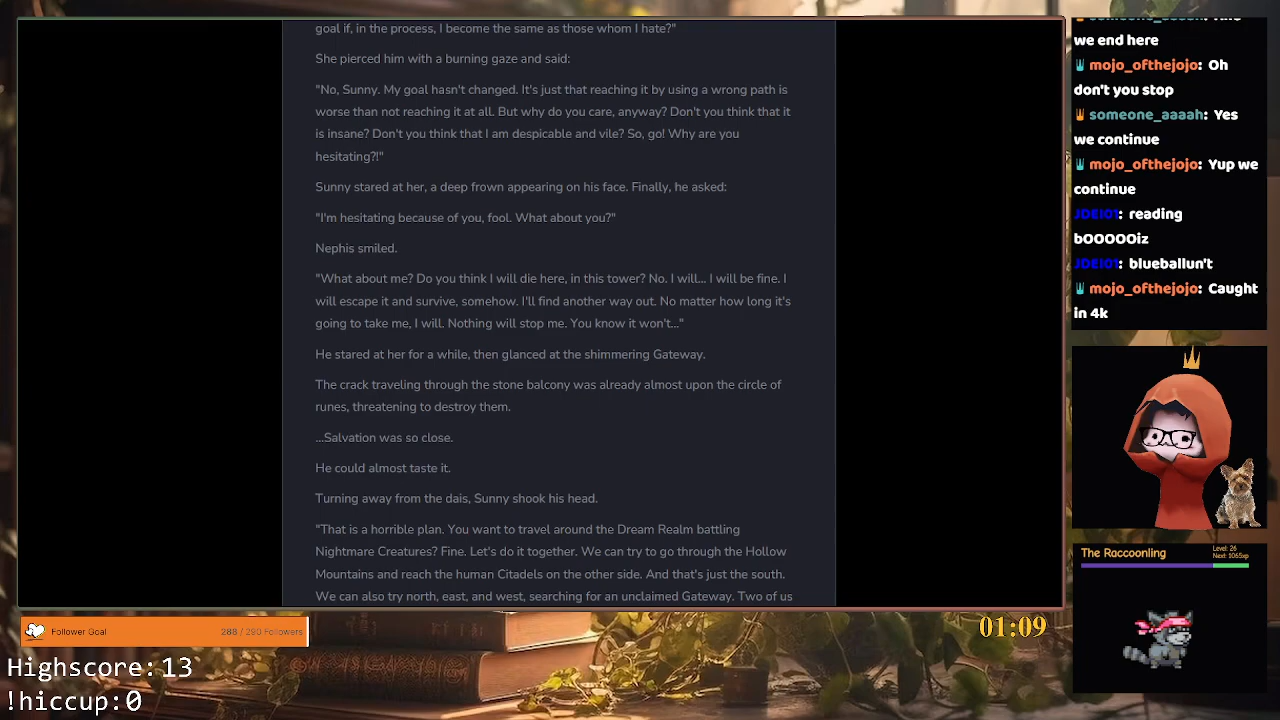 goal if, in the process, I become the same as those whom I hate?"
She pierced him with a burning gaze and said:
"No, Sunny. My goal hasn't changed. It's just that reaching it by using a wrong path is
worse than not reaching it at all. But why do you care, anyway? Don't you think that it
is insane? Don't you think that I am despicable and vile? So, go! Why are you
hesitating?!"
Sunny stared at her, a deep frown appearing on his face. Finally, he asked:
"I'm hesitating because of you, fool. What about you?"
Nephis smiled.
"What about me? Do you think I will die here, in this tower? No. I will... I will be fine. I
will escape it and survive, somehow. I'll find another way out. No matter how long it's
going to take me, I will. Nothing will stop me. You know it won't..."
He stared at her for a while, then glanced at the shimmering Gateway.
The crack traveling through the stone balcony was already almost upon the circle of
runes, threatening to destroy them.
...Salvation was so close.
He could almost taste it.
Turning away from the dais, Sunny shook his head.
"That is a horrible plan. You want to travel around the Dream Realm battling
Nightmare Creatures? Fine. Let's do it together. We can try to go through the Hollow
Mountains and reach the human Citadels on the other side. And that's just the south.
We can also try north, east, and west, searching for an unclaimed Gateway. Two of us
we end here
mojo_ofthejojo: Oh
don't you stop
someone_aaaah: Yes
we continue
mojo_ofthejojo: Yup we
continue
JDEI01: reading
bOOOOOiz
JDEI01: blueballun't
mojo_ofthejojo: Caught
in 4k
The Raccoonling
Level: 26
Next: 1065xp
Follower Goal
288 / 290 Followers
01:09
Highscore:13
!hiccup:0